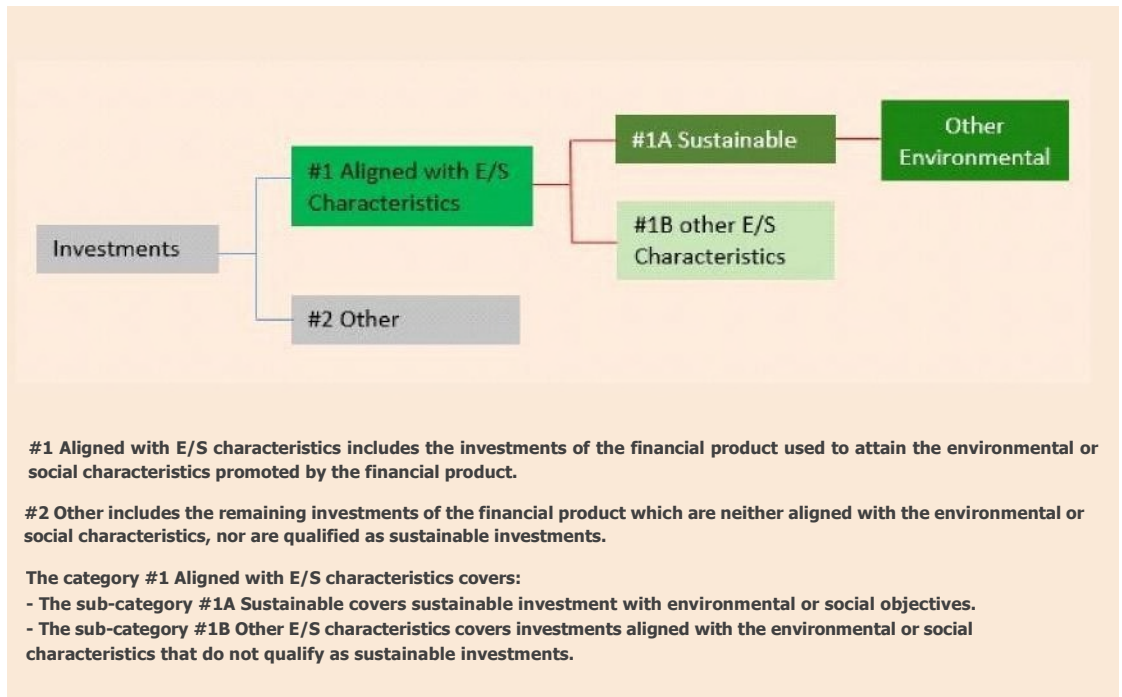 Other
Environmental
#1A Sustainable
#1 Aligned with E/S
Characteristics
#1B other E/S
Characteristics
Investments
#2 Other
#1 Aligned with E/S characteristics includes the investments of the financial product used to attain the environmental or
social characteristics promoted by the financial product.
#2 Other includes the remaining investments of the financial product which are neither aligned with the environmental or
social characteristics, nor are qualified as sustainable investments.
The category #1 Aligned with E/S characteristics covers:
- The sub-category #1A Sustainable covers sustainable investment with environmental or social objectives.
- The sub-category #1B Other E/S characteristics covers investments aligned with the environmental or social
characteristics that do not qualify as sustainable investments.